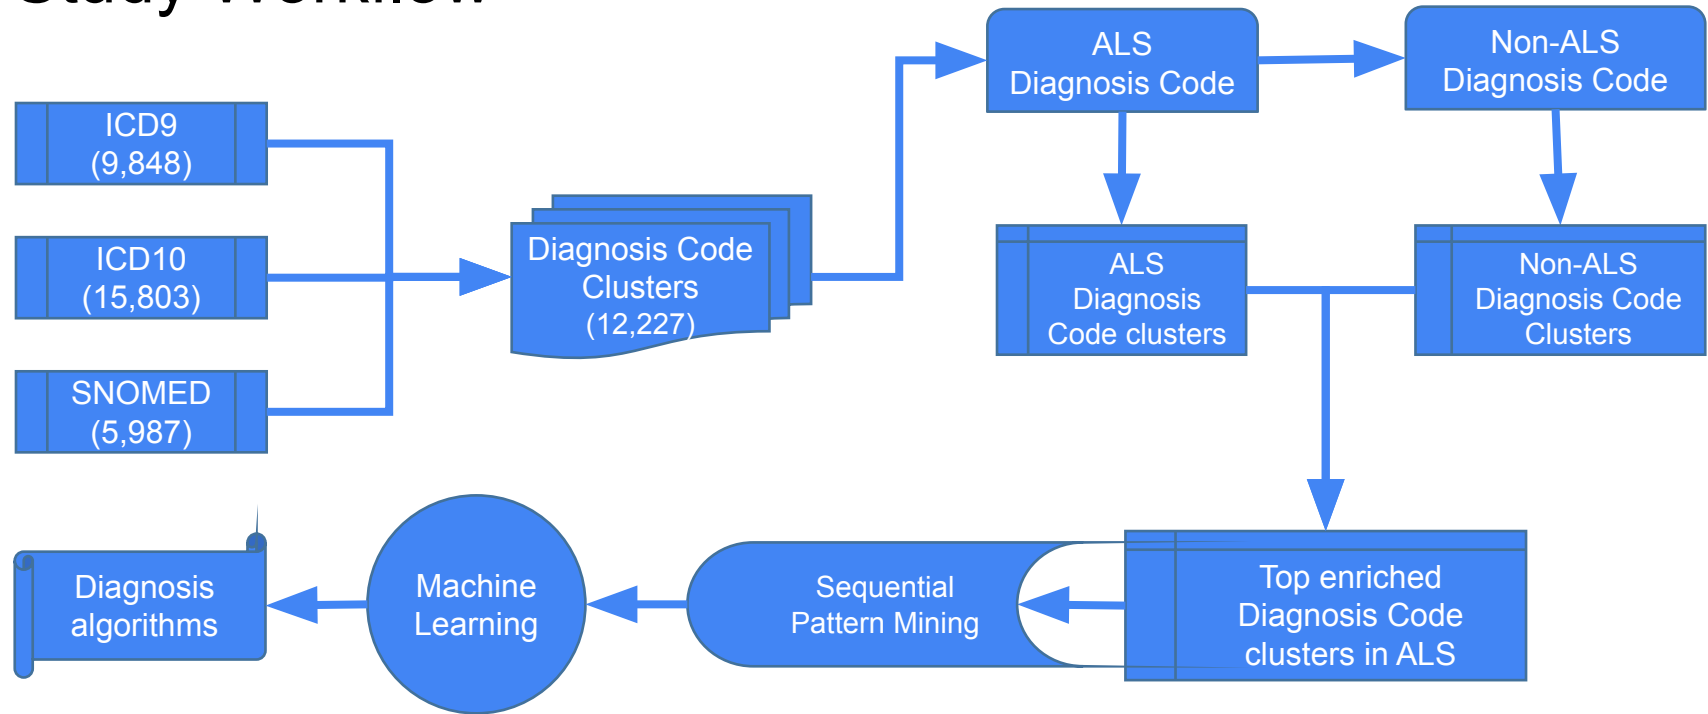 Study Workflow
ICD9
(9,848)
ICD10
(15,803)
SNOMED
(5,987)
Diagnosis Code
Clusters
(12,227)
ALS
Diagnosis Code
Non-ALS
Diagnosis Code
ALS
Diagnosis
Code clusters
Non-ALS
Diagnosis Code
Clusters
Top enriched
Diagnosis Code
clusters in ALS
Sequential
Pattern Mining
Machine
Learning
Diagnosis
algorithms